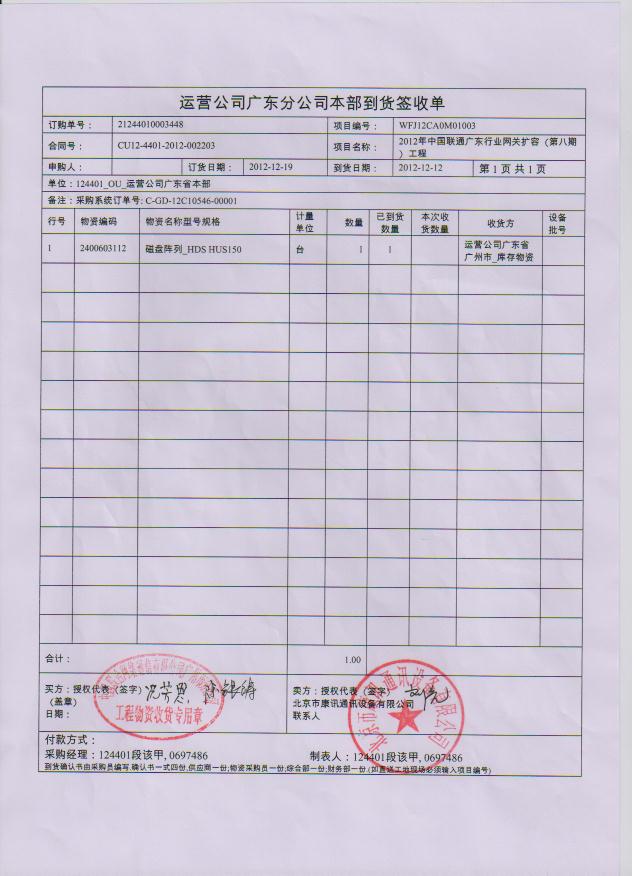 运营公司广东分公司本部到货签收单
订购单号： 21244010003448 项目编号： WFJ12CA0M01003
合同号： CU12-4401-2012-002203 项目名称： 2012年中国联通广东行业网关扩容（第八期
）工程
申购人： 订货日期： 2012-12-19 到货日期： 2012-12-12 第 1 页 共 1 页
单位：124401_OU_运营公司广东省本部
备注：采购系统订单号: C-GD-12C10546-00001
行号 物资编码 物资名称型号规格 计量 数量 已到货 本次收 收货方 设备
单位 数量 货数量 批号
1 2400603112 磁盘阵列_HDS HUS150 台 1 1 运营公司广东省
广州市_库存物资
合计： 1.00
买方：授权代表（签字） 卖方：授权代表（签字）
（盖章） 北京市康讯通讯设备有限公司
日期： 联系人
工程物资收货专用章
北京市康讯通讯设备有限公司
付款方式：
采购经理：124401段该甲, 0697486 制表人：124401段该甲, 0697486
到货确认书由采购员编写,确认书一式四份,供应商一份;物资采购员一份;综合部一份;财务部一份.(如直送工地现场必须输入项目编号)